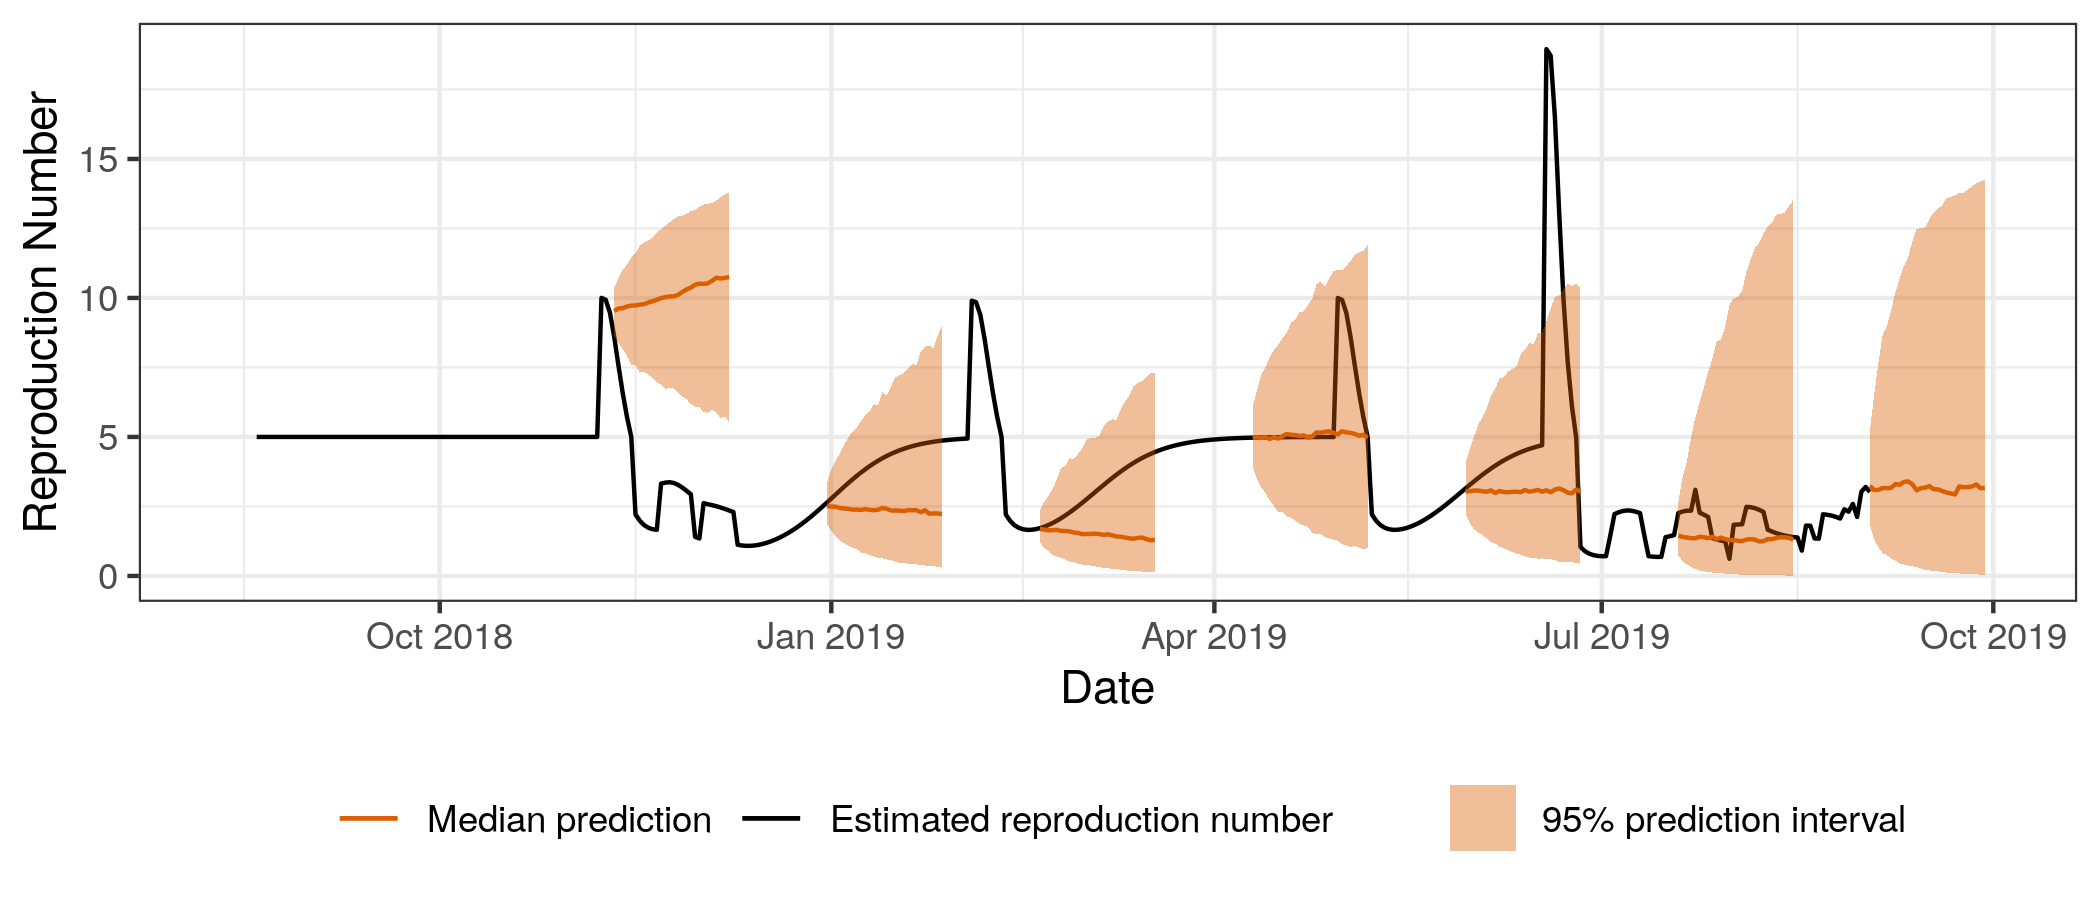 Reproduction Number
15
10
5
0
Oct 2018 Jan 2019 Apr 2019 Jul 2019 Oct 2019
Date
Median prediction Estimated reproduction number 95% prediction interval